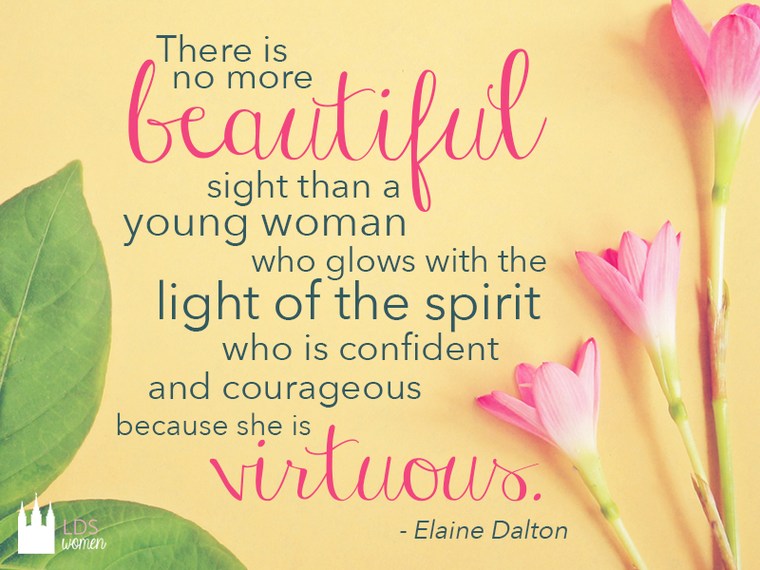 There is
no more
beautiful
sight than a
young woman
who glows with the
light of the spirit
who is confident
and courageous
because she is
virtuous.
- Elaine Dalton
LDS
women